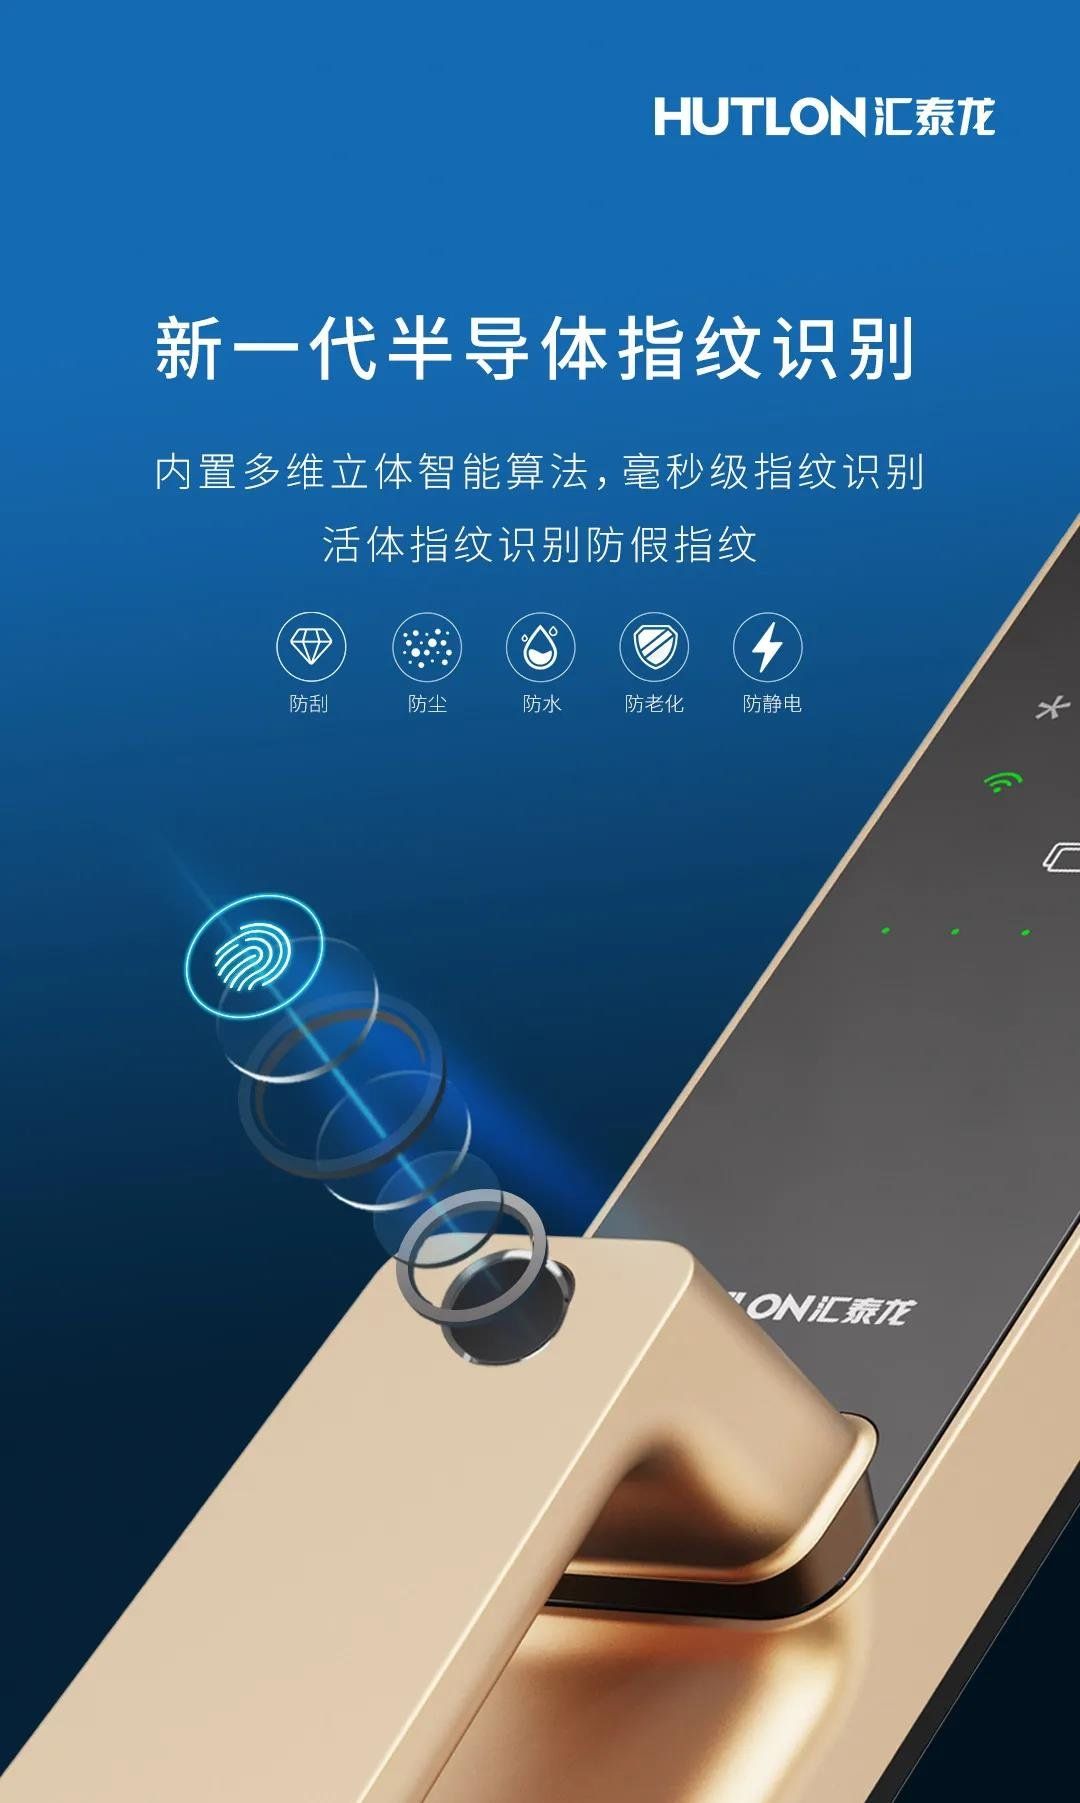 HUTLON汇泰龙
新一代半导体指纹识别
内置多维立体智能算法，毫秒级指纹识别
活体指纹识别防假指纹
防刮 防尘 防水 防老化 防静电
*
LON汇泰龙